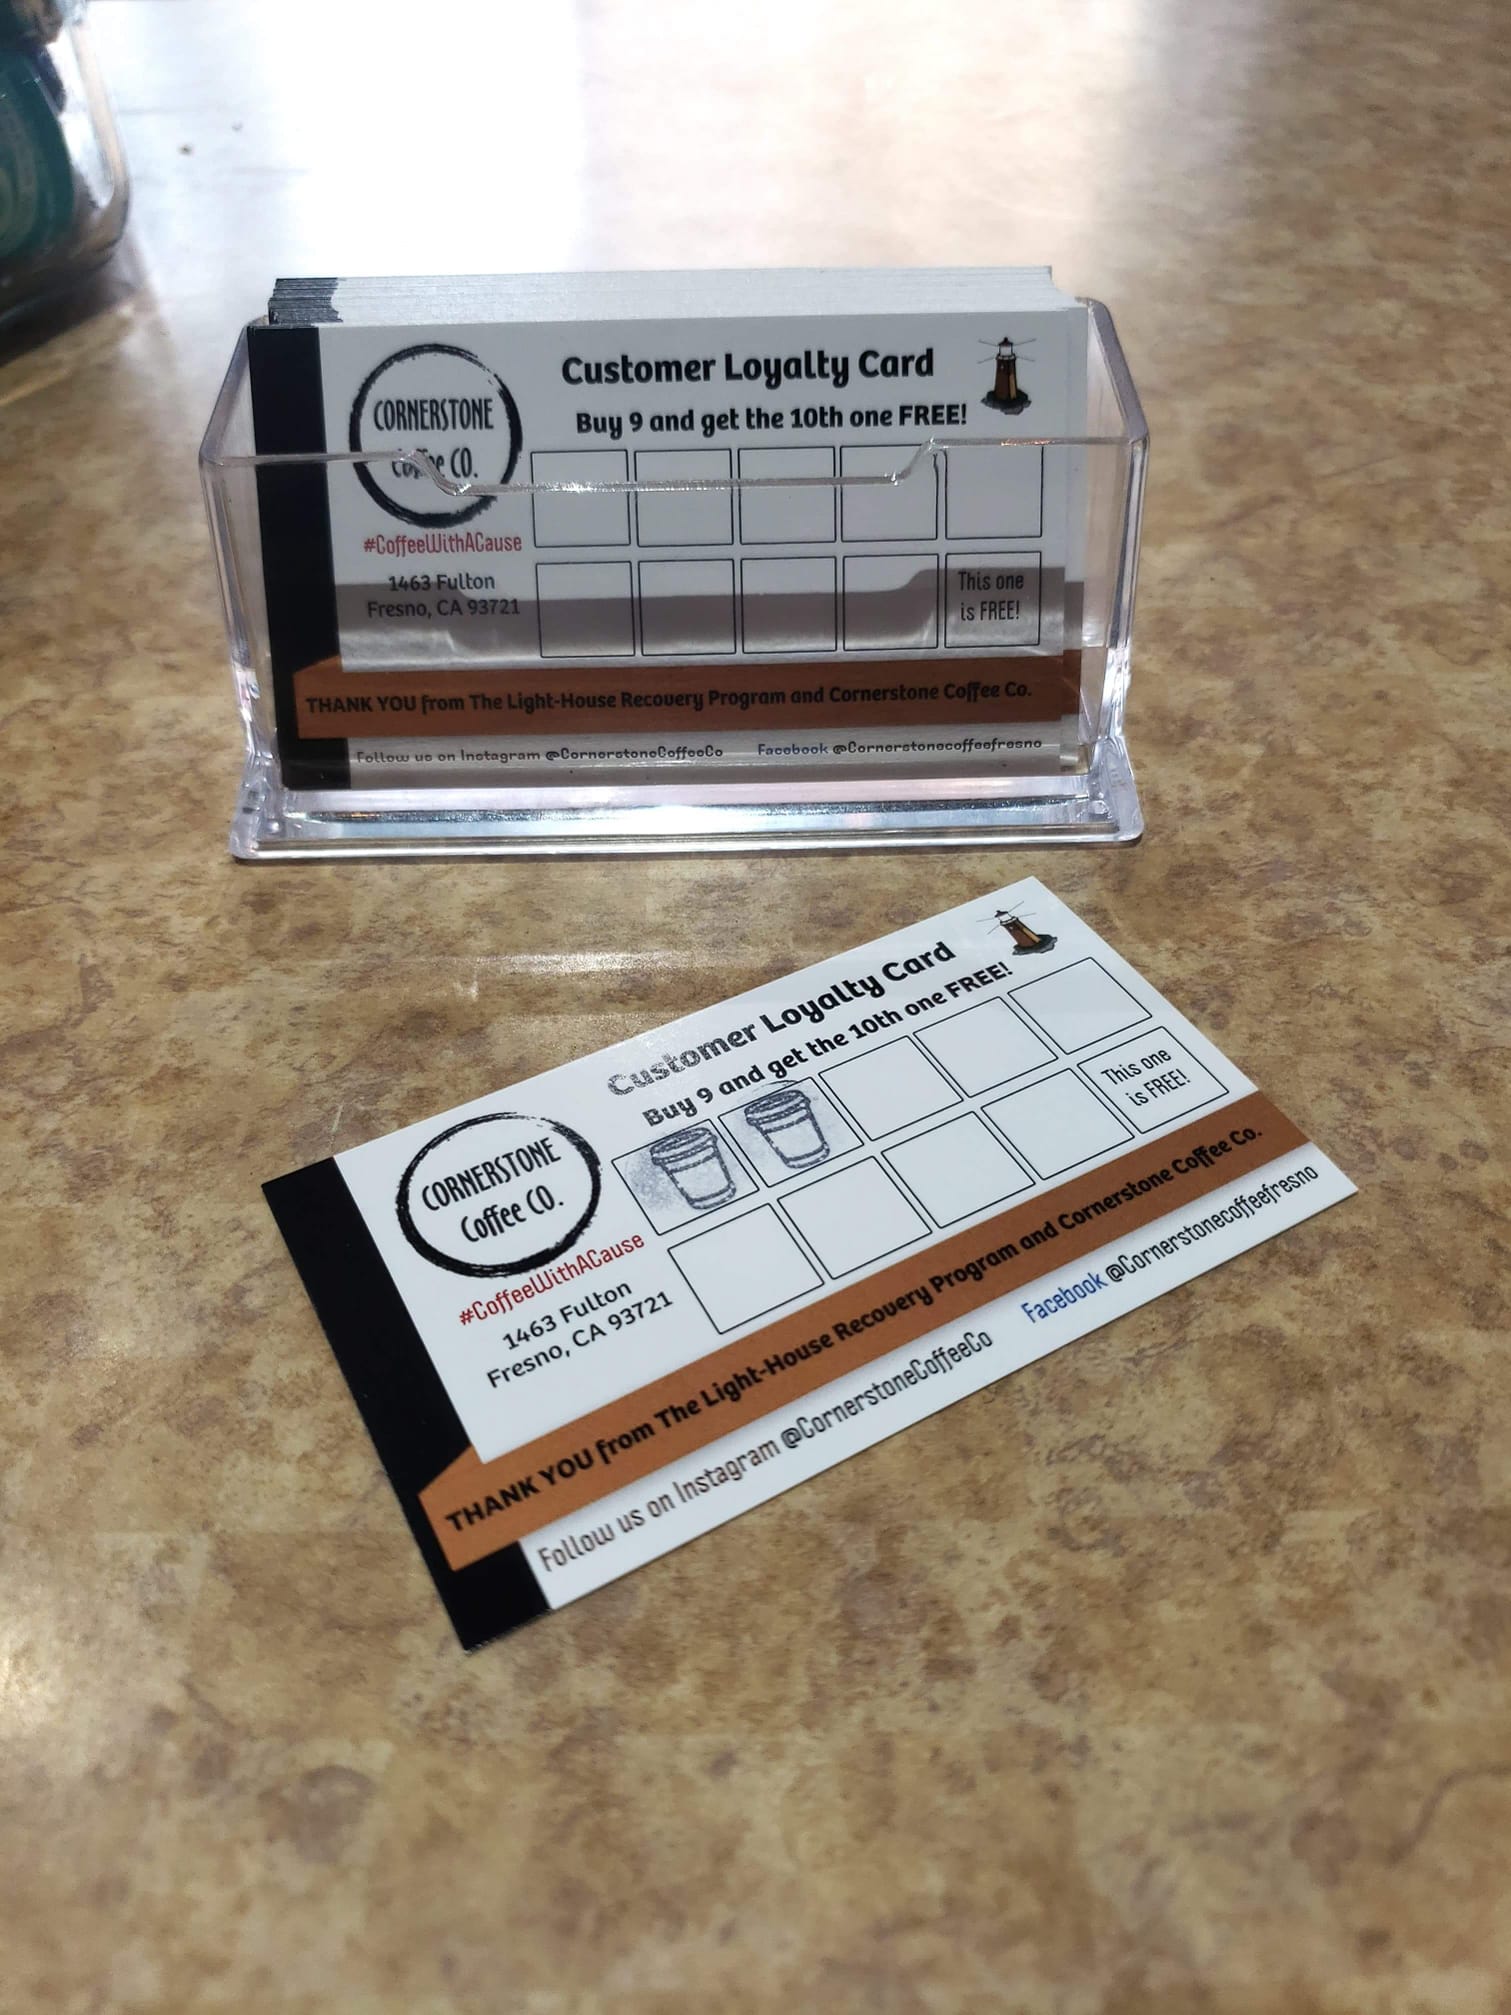 CORNERSTONE
Coffee CO.
#CoffeeWithACause
1463 Fulton
Fresno, CA 93721
Customer Loyalty Card
Buy 9 and get the 10th one FREE!
This one
is FREE!
THANK YOU from The Light-House Recovery Program and Cornerstone Coffee Co.
Follow us on Instagram @CornerstoneCoffeeCo Facebook @Cornerstonecoffeefresno
Customer Loyalty Card
Buy 9 and get the 10th one FREE!
CORNERSTONE
Coffee CO.
#CoffeeWithACause
1463 Fulton
Fresno, CA 93721
This one
is FREE!
THANK YOU from The Light-House Recovery Program and Cornerstone Coffee Co.
Follow us on Instagram @CornerstoneCoffeeCo Facebook @Cornerstonecoffeefresno